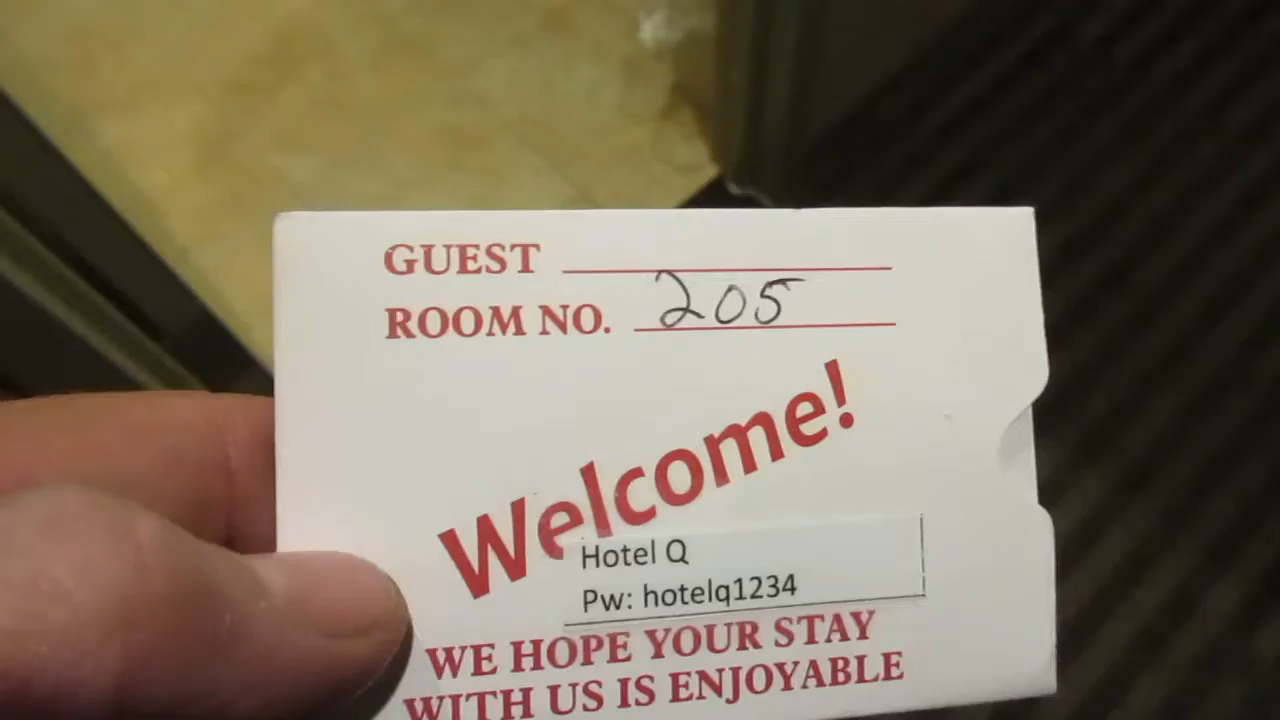 GUEST
ROOM NO. 205
Welcome!
Hotel Q
Pw: hotelq1234
WE HOPE YOUR STAY
WITH US IS ENJOYABLE